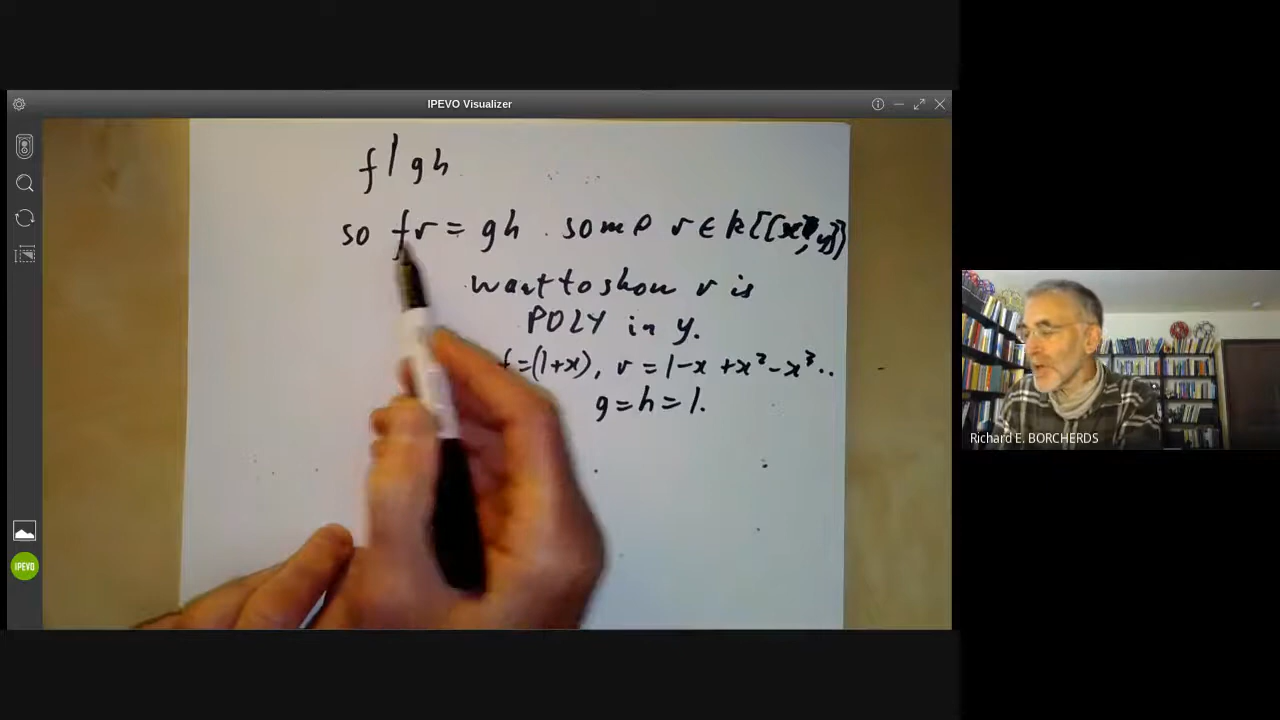 IPEVO Visualizer
f | gh
so fr = gh. some r ∈ k[[x, y]]
want to show r is
POLY in y.
f = (1+x), r = 1 - x + x² - x³ ..
g = h = 1.
Richard E. BORCHERDS
IPEVO